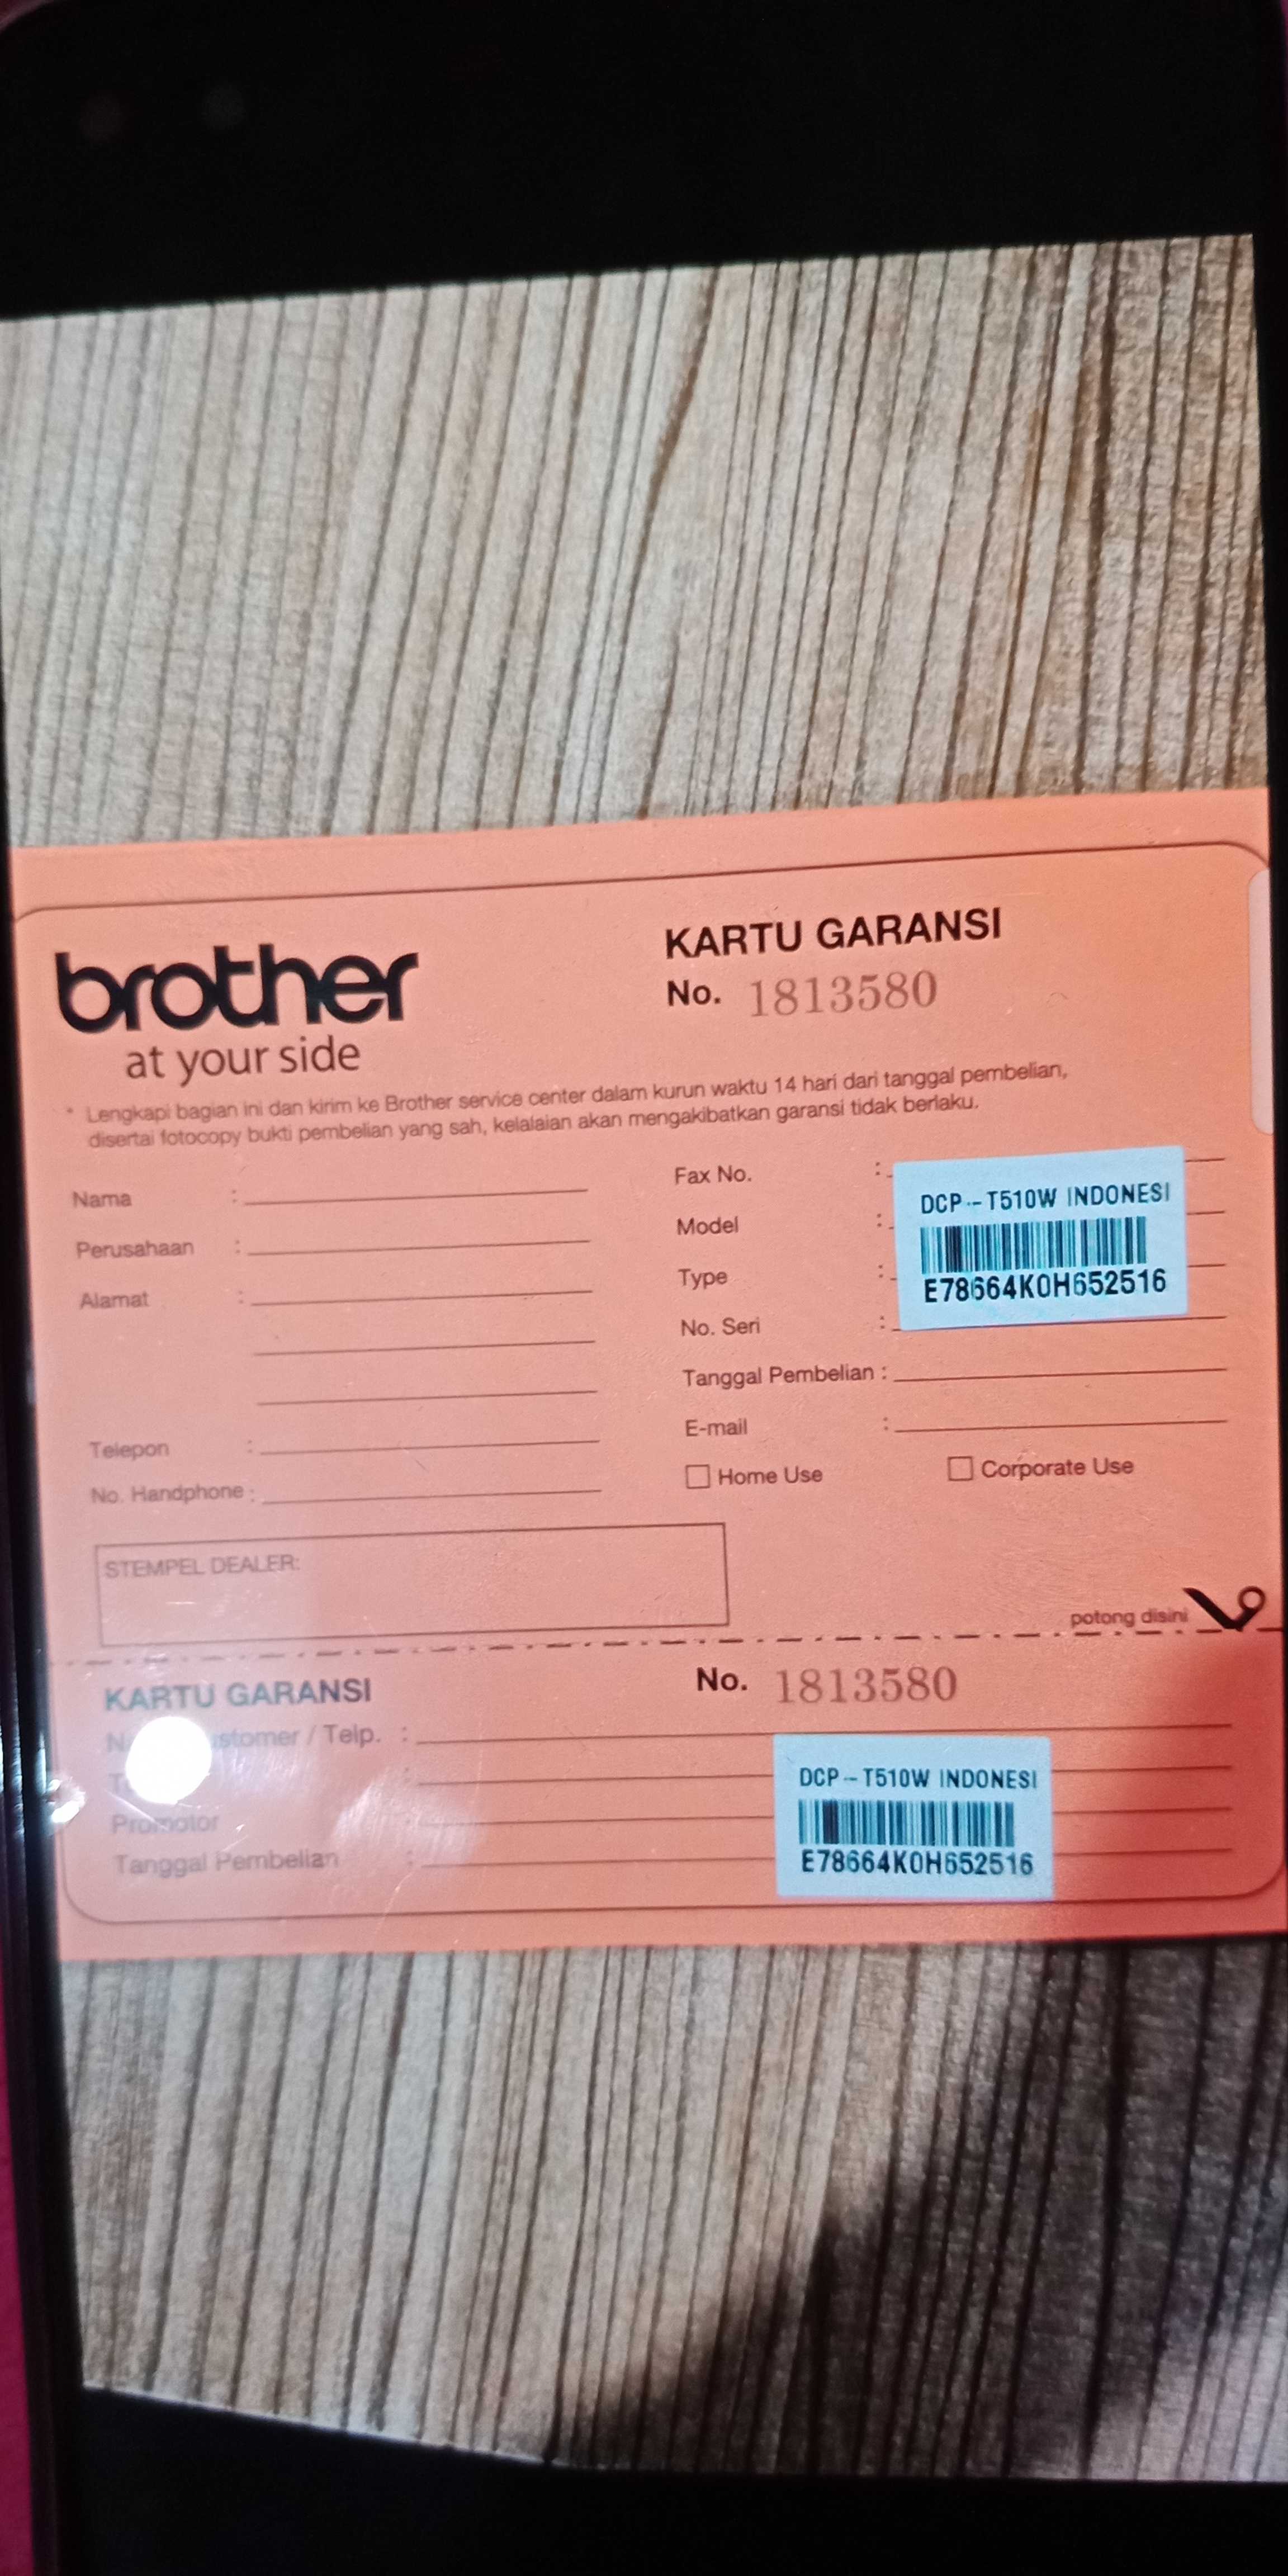 brother
at your side
KARTU GARANSI
No. 1813580
* Lengkapi bagian ini dan kirim ke Brother service center dalam kurun waktu 14 hari dari tanggal pembelian,
disertai fotocopy bukti pembelian yang sah, kelalaian akan mengakibatkan garansi tidak berlaku.
Nama :
Perusahaan :
Alamat :
Telepon :
No. Handphone :
Fax No. :
Model :
Type :
No. Seri :
DCP-T510W INDONESI
E78664K0H652516
Tanggal Pembelian :
E-mail :
Home Use
Corporate Use
STEMPEL DEALER:
potong disini
KARTU GARANSI
No. 1813580
/ Telp. :
Promotor :
Tanggal Pembelian :
DCP-T510W INDONESI
E78664K0H652516